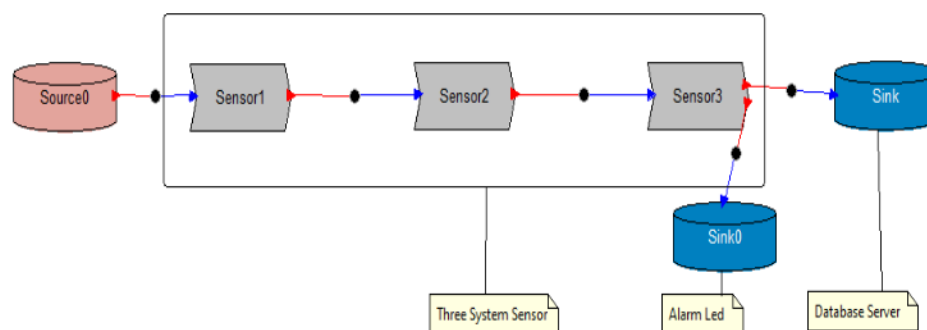 Source0
Sensor1
Sensor2
Sensor3
Sink
Sink0
Three System Sensor
Alarm Led
Database Server